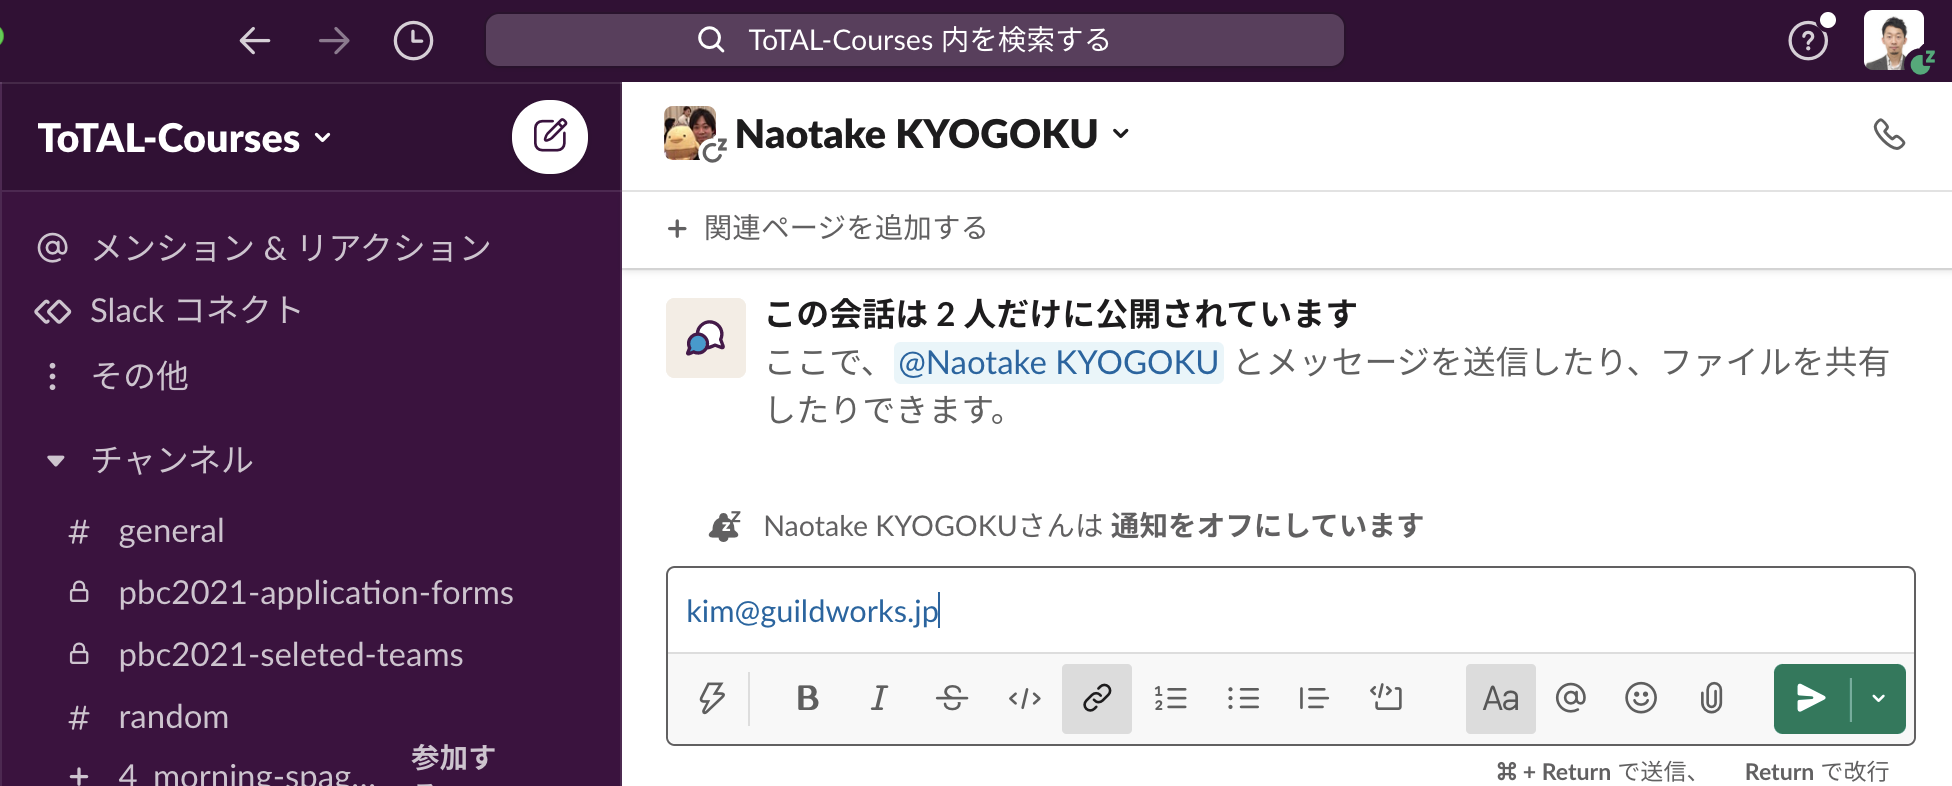 ToTAL-Courses 内を検索する
ToTAL-Courses
@ メンション & リアクション
Slack コネクト
その他
チャンネル
# general
pbc2021-application-forms
pbc2021-seleted-teams
# random
+ 4_morning-spag...
参加す
Naotake KYOGOKU
+ 関連ページを追加する
この会話は 2 人だけに公開されています
ここで、@Naotake KYOGOKU とメッセージを送信したり、ファイルを共有
したりできます。
Naotake KYOGOKUさんは 通知をオフにしています
kim@guildworks.jp
B I S </> Aa @
⌘ + Return で送信、 Return で改行